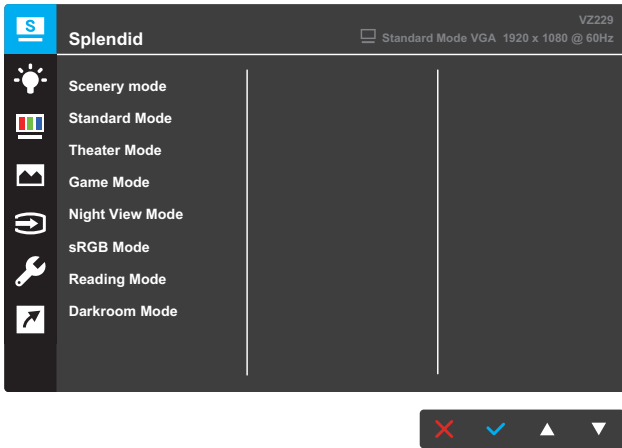 S
VZ229
Splendid
Standard Mode VGA 1920 x 1080 @ 60Hz
Scenery mode
Standard Mode
Theater Mode
Game Mode
Night View Mode
sRGB Mode
Reading Mode
Darkroom Mode